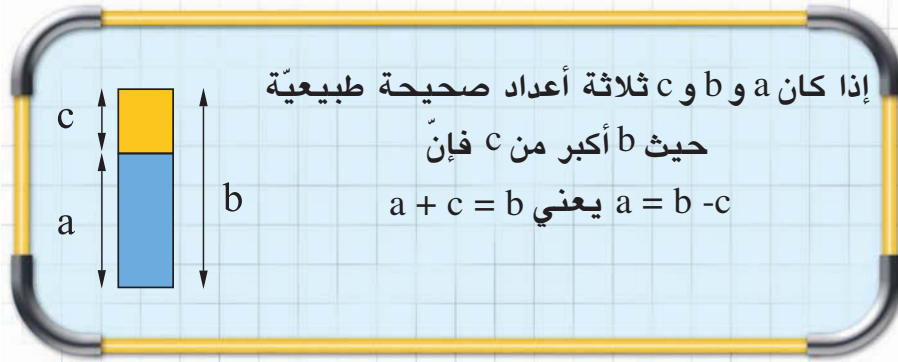 إذا كان a و b و c ثلاثة أعداد صحيحة طبيعيّة
حيث b أكبر من c فإنّ
a = b -c يعني a + c = b
c
a
b